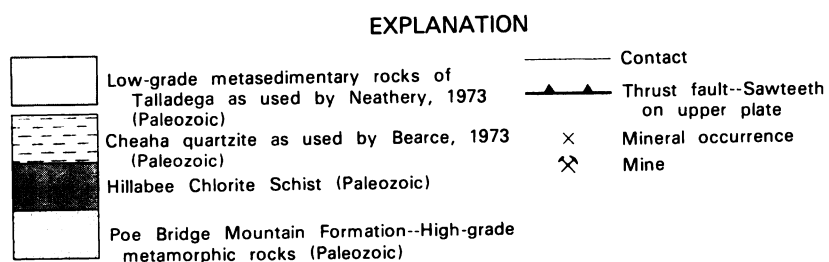 EXPLANATION
Low-grade metasedimentary rocks of
Talladega as used by Neathery, 1973
(Paleozoic)
Cheaha quartzite as used by Bearce, 1973
(Paleozoic)
Hillabee Chlorite Schist (Paleozoic)
Poe Bridge Mountain Formation--High-grade
metamorphic rocks (Paleozoic)
Contact
Thrust fault--Sawteeth
on upper plate
Mineral occurrence
Mine